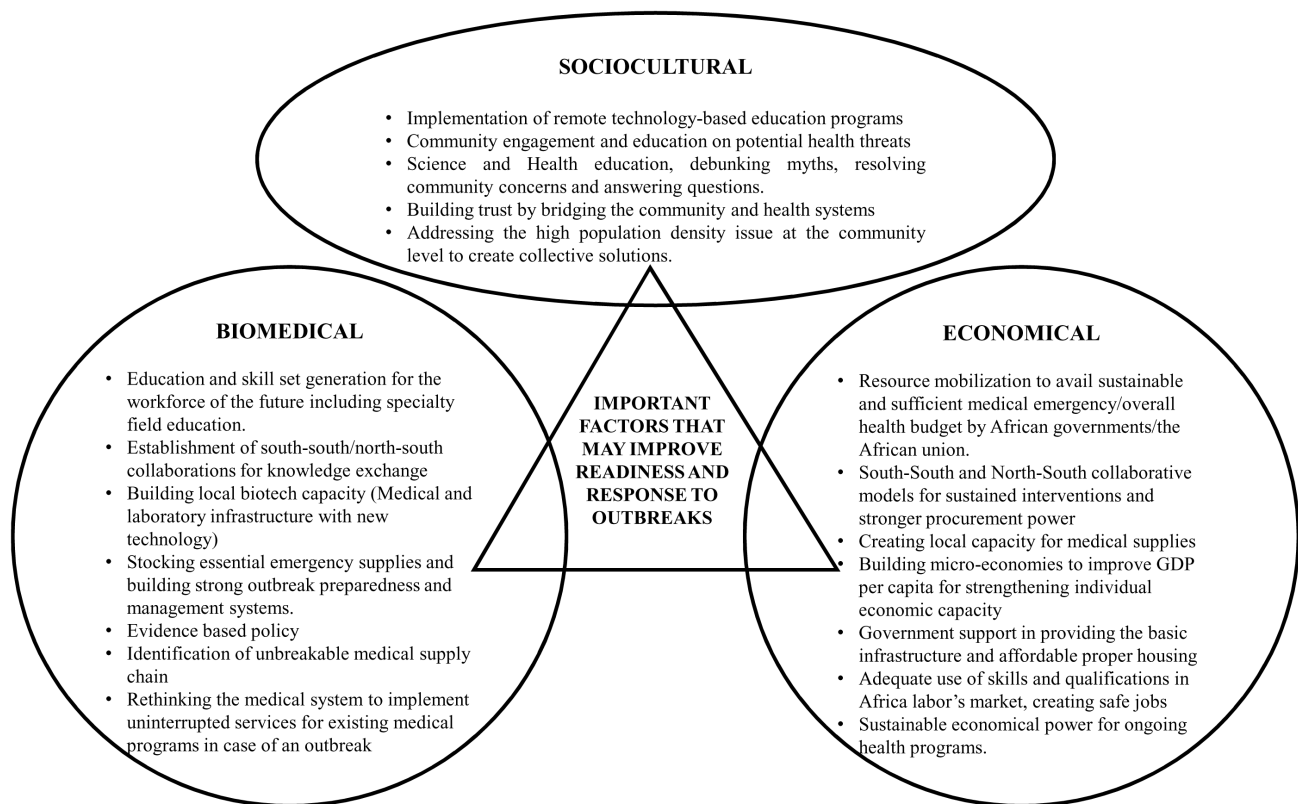 SOCIOCULTURAL
• Implementation of remote technology-based education programs
• Community engagement and education on potential health threats
• Science and Health education, debunking myths, resolving
community concerns and answering questions.
• Building trust by bridging the community and health systems
• Addressing the high population density issue at the community
level to create collective solutions.
BIOMEDICAL
• Education and skill set generation for the
workforce of the future including specialty
field education.
• Establishment of south-south/north-south
collaborations for knowledge exchange
• Building local biotech capacity (Medical and
laboratory infrastructure with new
technology)
• Stocking essential emergency supplies and
building strong outbreak preparedness and
management systems.
• Evidence based policy
• Identification of unbreakable medical supply
chain
• Rethinking the medical system to implement
uninterrupted services for existing medical
programs in case of an outbreak
IMPORTANT
FACTORS THAT
MAY IMPROVE
READINESS AND
RESPONSE TO
OUTBREAKS
ECONOMICAL
• Resource mobilization to avail sustainable
and sufficient medical emergency/overall
health budget by African governments/the
African union.
• South-South and North-South collaborative
models for sustained interventions and
stronger procurement power
• Creating local capacity for medical supplies
• Building micro-economies to improve GDP
per capita for strengthening individual
economic capacity
• Government support in providing the basic
infrastructure and affordable proper housing
• Adequate use of skills and qualifications in
Africa labor’s market, creating safe jobs
• Sustainable economical power for ongoing
health programs.